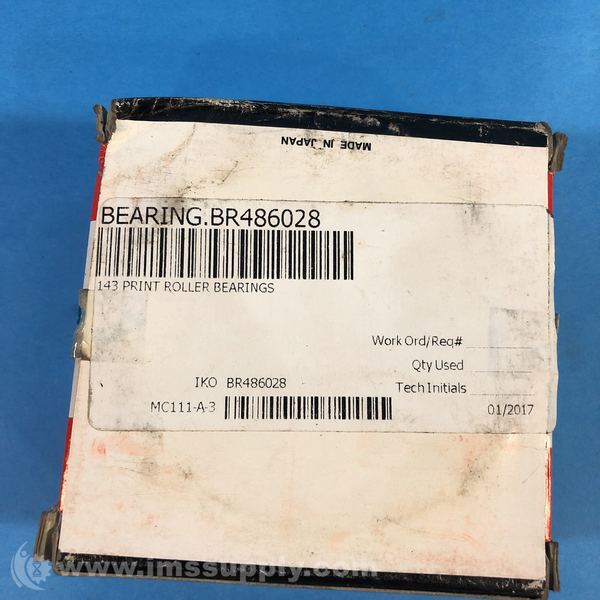 MADE IN JAPAN
BEARING.BR486028
143 PRINT ROLLER BEARINGS
Work Ord/Req#
Qty Used
IKO BR486028
Tech Initials
MC111-A-3
01/2017
www.imssupply.com